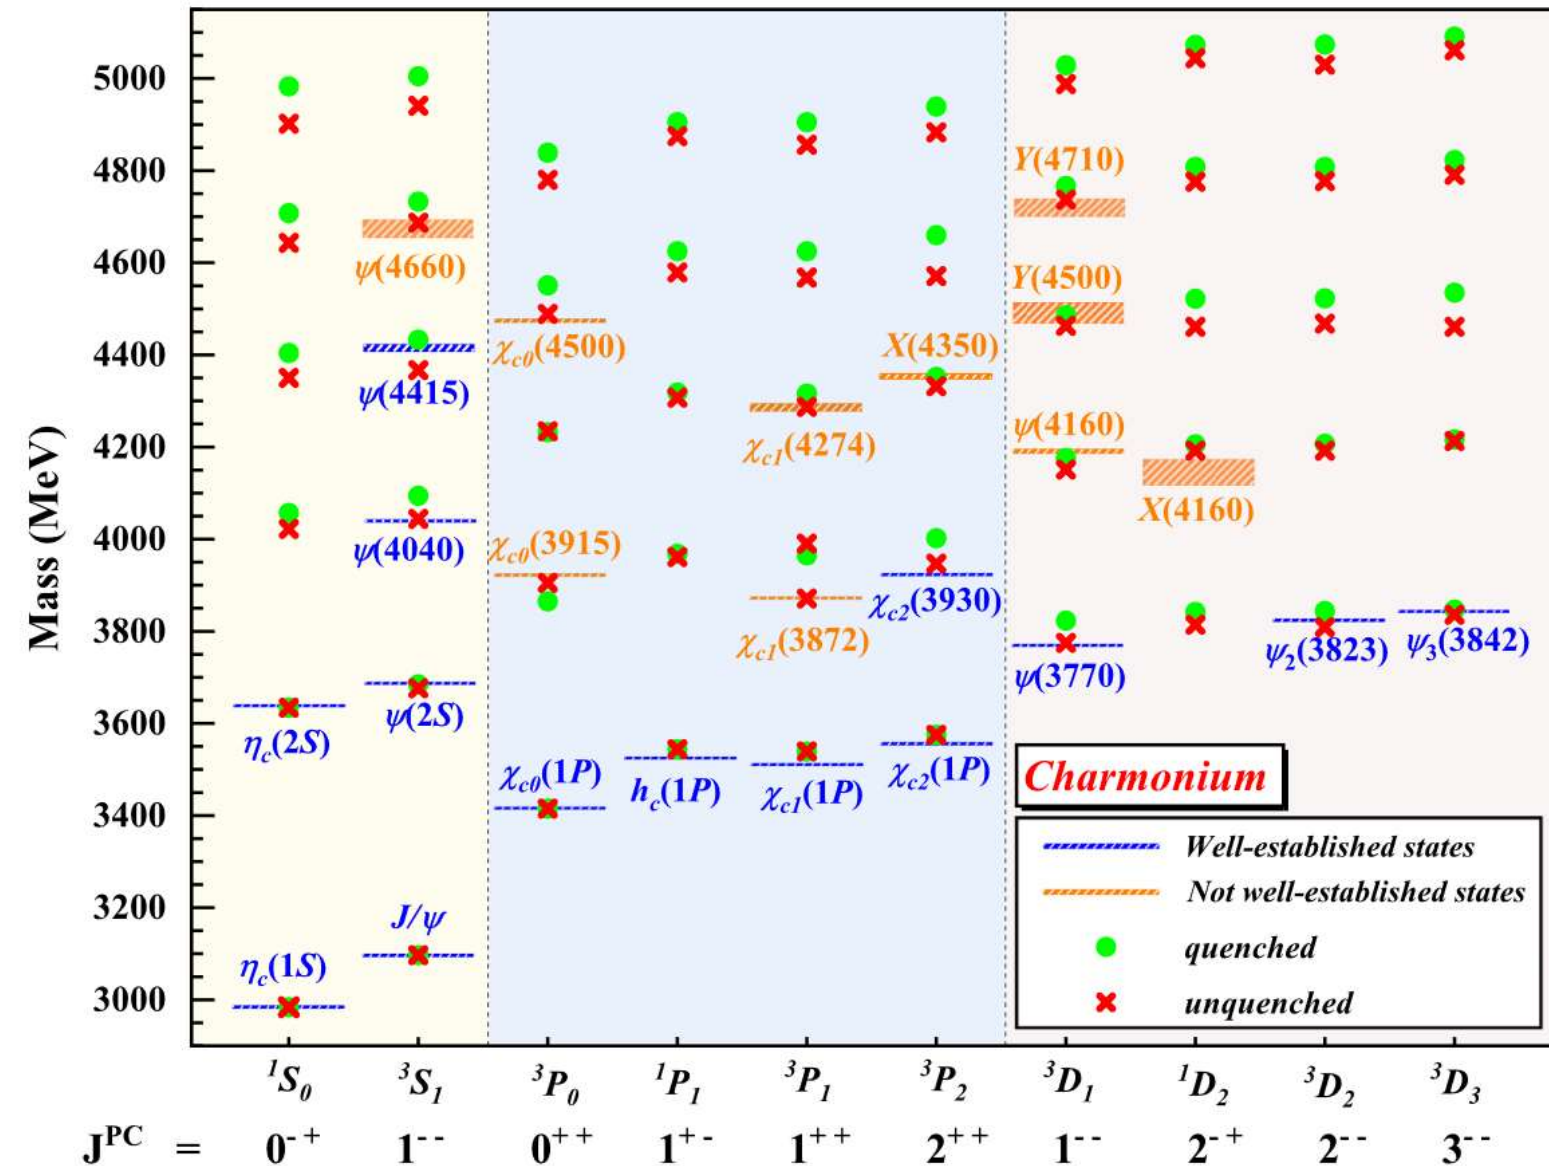 Mass (MeV)
5000
4800
4600
4400
4200
4000
3800
3600
3400
3200
3000
Y(4710)
ψ(4660)
Y(4500)
χc0(4500)
X(4350)
ψ(4415)
χc1(4274)
ψ(4160)
X(4160)
ψ(4040)
χc0(3915)
χc2(3930)
χc1(3872)
ψ(3770)
ψ2(3823)
ψ3(3842)
ηc(2S)
ψ(2S)
χc0(1P)
hc(1P)
χc1(1P)
χc2(1P)
J/ψ
ηc(1S)
Charmonium
Well-established states
Not well-established states
quenched
unquenched
¹S₀ ³S₁ ³P₀ ¹P₁ ³P₁ ³P₂ ³D₁ ¹D₂ ³D₂ ³D₃
J^PC = 0⁻⁺ 1⁻⁻ 0⁺⁺ 1⁺⁻ 1⁺⁺ 2⁺⁺ 1⁻⁻ 2⁻⁺ 2⁻⁻ 3⁻⁻